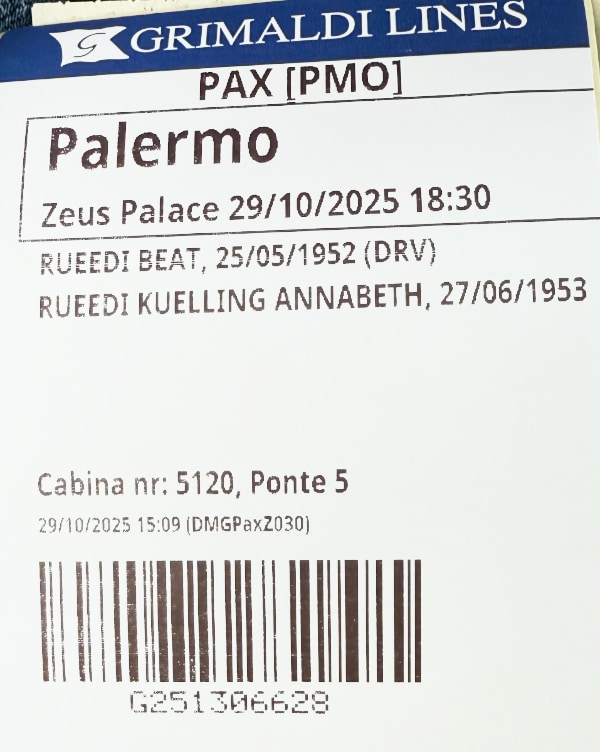 GRIMALDI LINES
PAX [PMO]
Palermo
Zeus Palace 29/10/2025 18:30
RUEEDI BEAT, 25/05/1952 (DRV)
RUEEDI KUELLING ANNABETH, 27/06/1953
Cabina nr: 5120, Ponte 5
29/10/2025 15:09 (DMGPaxZ030)
G251306628